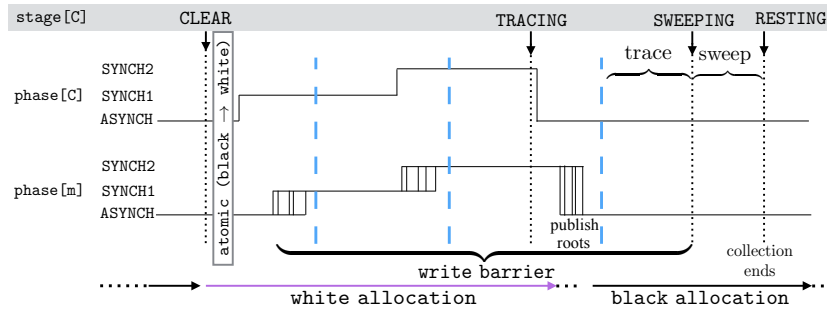 stage[C] CLEAR TRACING SWEEPING RESTING
atomic (black → white)
trace sweep
SYNCH2
phase[C] SYNCH1
ASYNCH
SYNCH2
phase[m] SYNCH1
ASYNCH
publish
roots
write barrier
collection
ends
white allocation black allocation